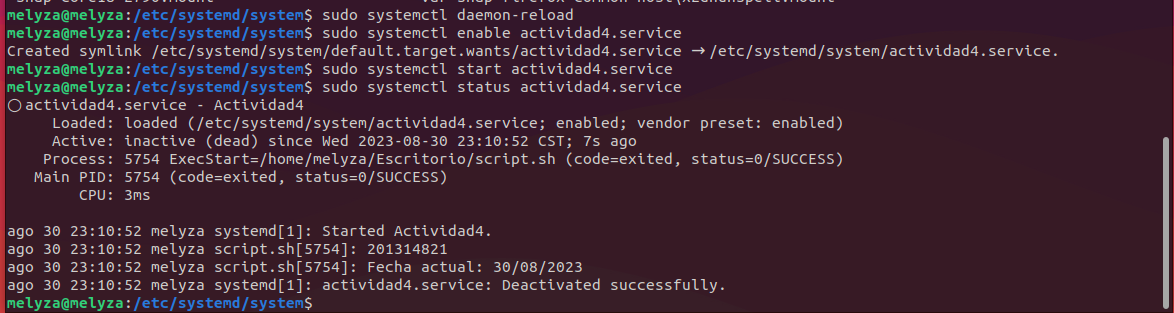 melyza@melyza:/etc/systemd/system$ sudo systemctl daemon-reload
melyza@melyza:/etc/systemd/system$ sudo systemctl enable actividad4.service
Created symlink /etc/systemd/system/default.target.wants/actividad4.service → /etc/systemd/system/actividad4.service.
melyza@melyza:/etc/systemd/system$ sudo systemctl start actividad4.service
melyza@melyza:/etc/systemd/system$ sudo systemctl status actividad4.service
○ actividad4.service - Actividad4
     Loaded: loaded (/etc/systemd/system/actividad4.service; enabled; vendor preset: enabled)
     Active: inactive (dead) since Wed 2023-08-30 23:10:52 CST; 7s ago
    Process: 5754 ExecStart=/home/melyza/Escritorio/script.sh (code=exited, status=0/SUCCESS)
   Main PID: 5754 (code=exited, status=0/SUCCESS)
        CPU: 3ms

ago 30 23:10:52 melyza systemd[1]: Started Actividad4.
ago 30 23:10:52 melyza script.sh[5754]: 201314821
ago 30 23:10:52 melyza script.sh[5754]: Fecha actual: 30/08/2023
ago 30 23:10:52 melyza systemd[1]: actividad4.service: Deactivated successfully.
melyza@melyza:/etc/systemd/system$